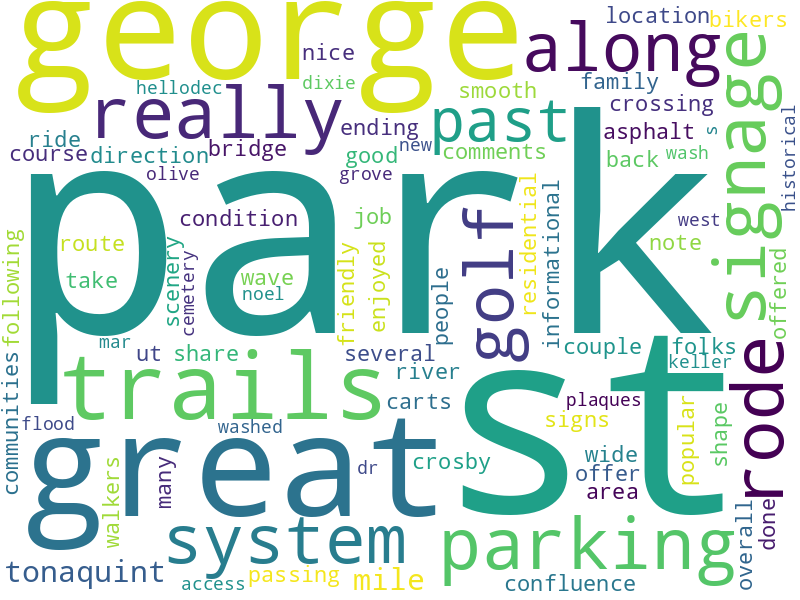 george
location
bikers
along
nice
family
hellodec
dixie
smooth
really
past
crossing
signage
ending
new
asphalt
s
historical
ride
bridge
course
direction
good
comments
back
wash
olive
grove
park
st
condition
job
golf
residential
informational
west
route
scenery
cemetery
wave
noel
friendly
enjoyed
people
note
offered
following
take
mar
ut
share
several
couple
folks
keller
river
trails
rode
communities
carts
plaques
great
flood
washed
signs
popular
shape
walkers
many
dr
crosby
wide
offer
area
system
parking
overall
done
tonaquint
access
passing
mile
confluence